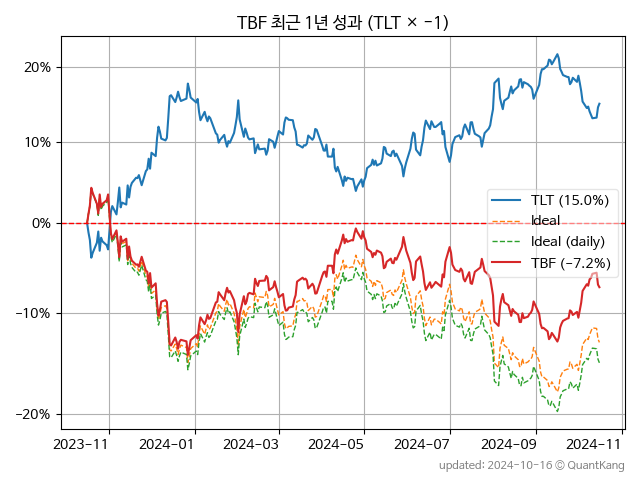 TBF 최근 1년 성과 (TLT × −1)
20%
10%
0%
−10%
−20%
TLT (15.0%)
Ideal
Ideal (daily)
TBF (−7.2%)
2023−11 2024−01 2024−03 2024−05 2024−07 2024−09 2024−11
updated: 2024-10-16 © QuantKang